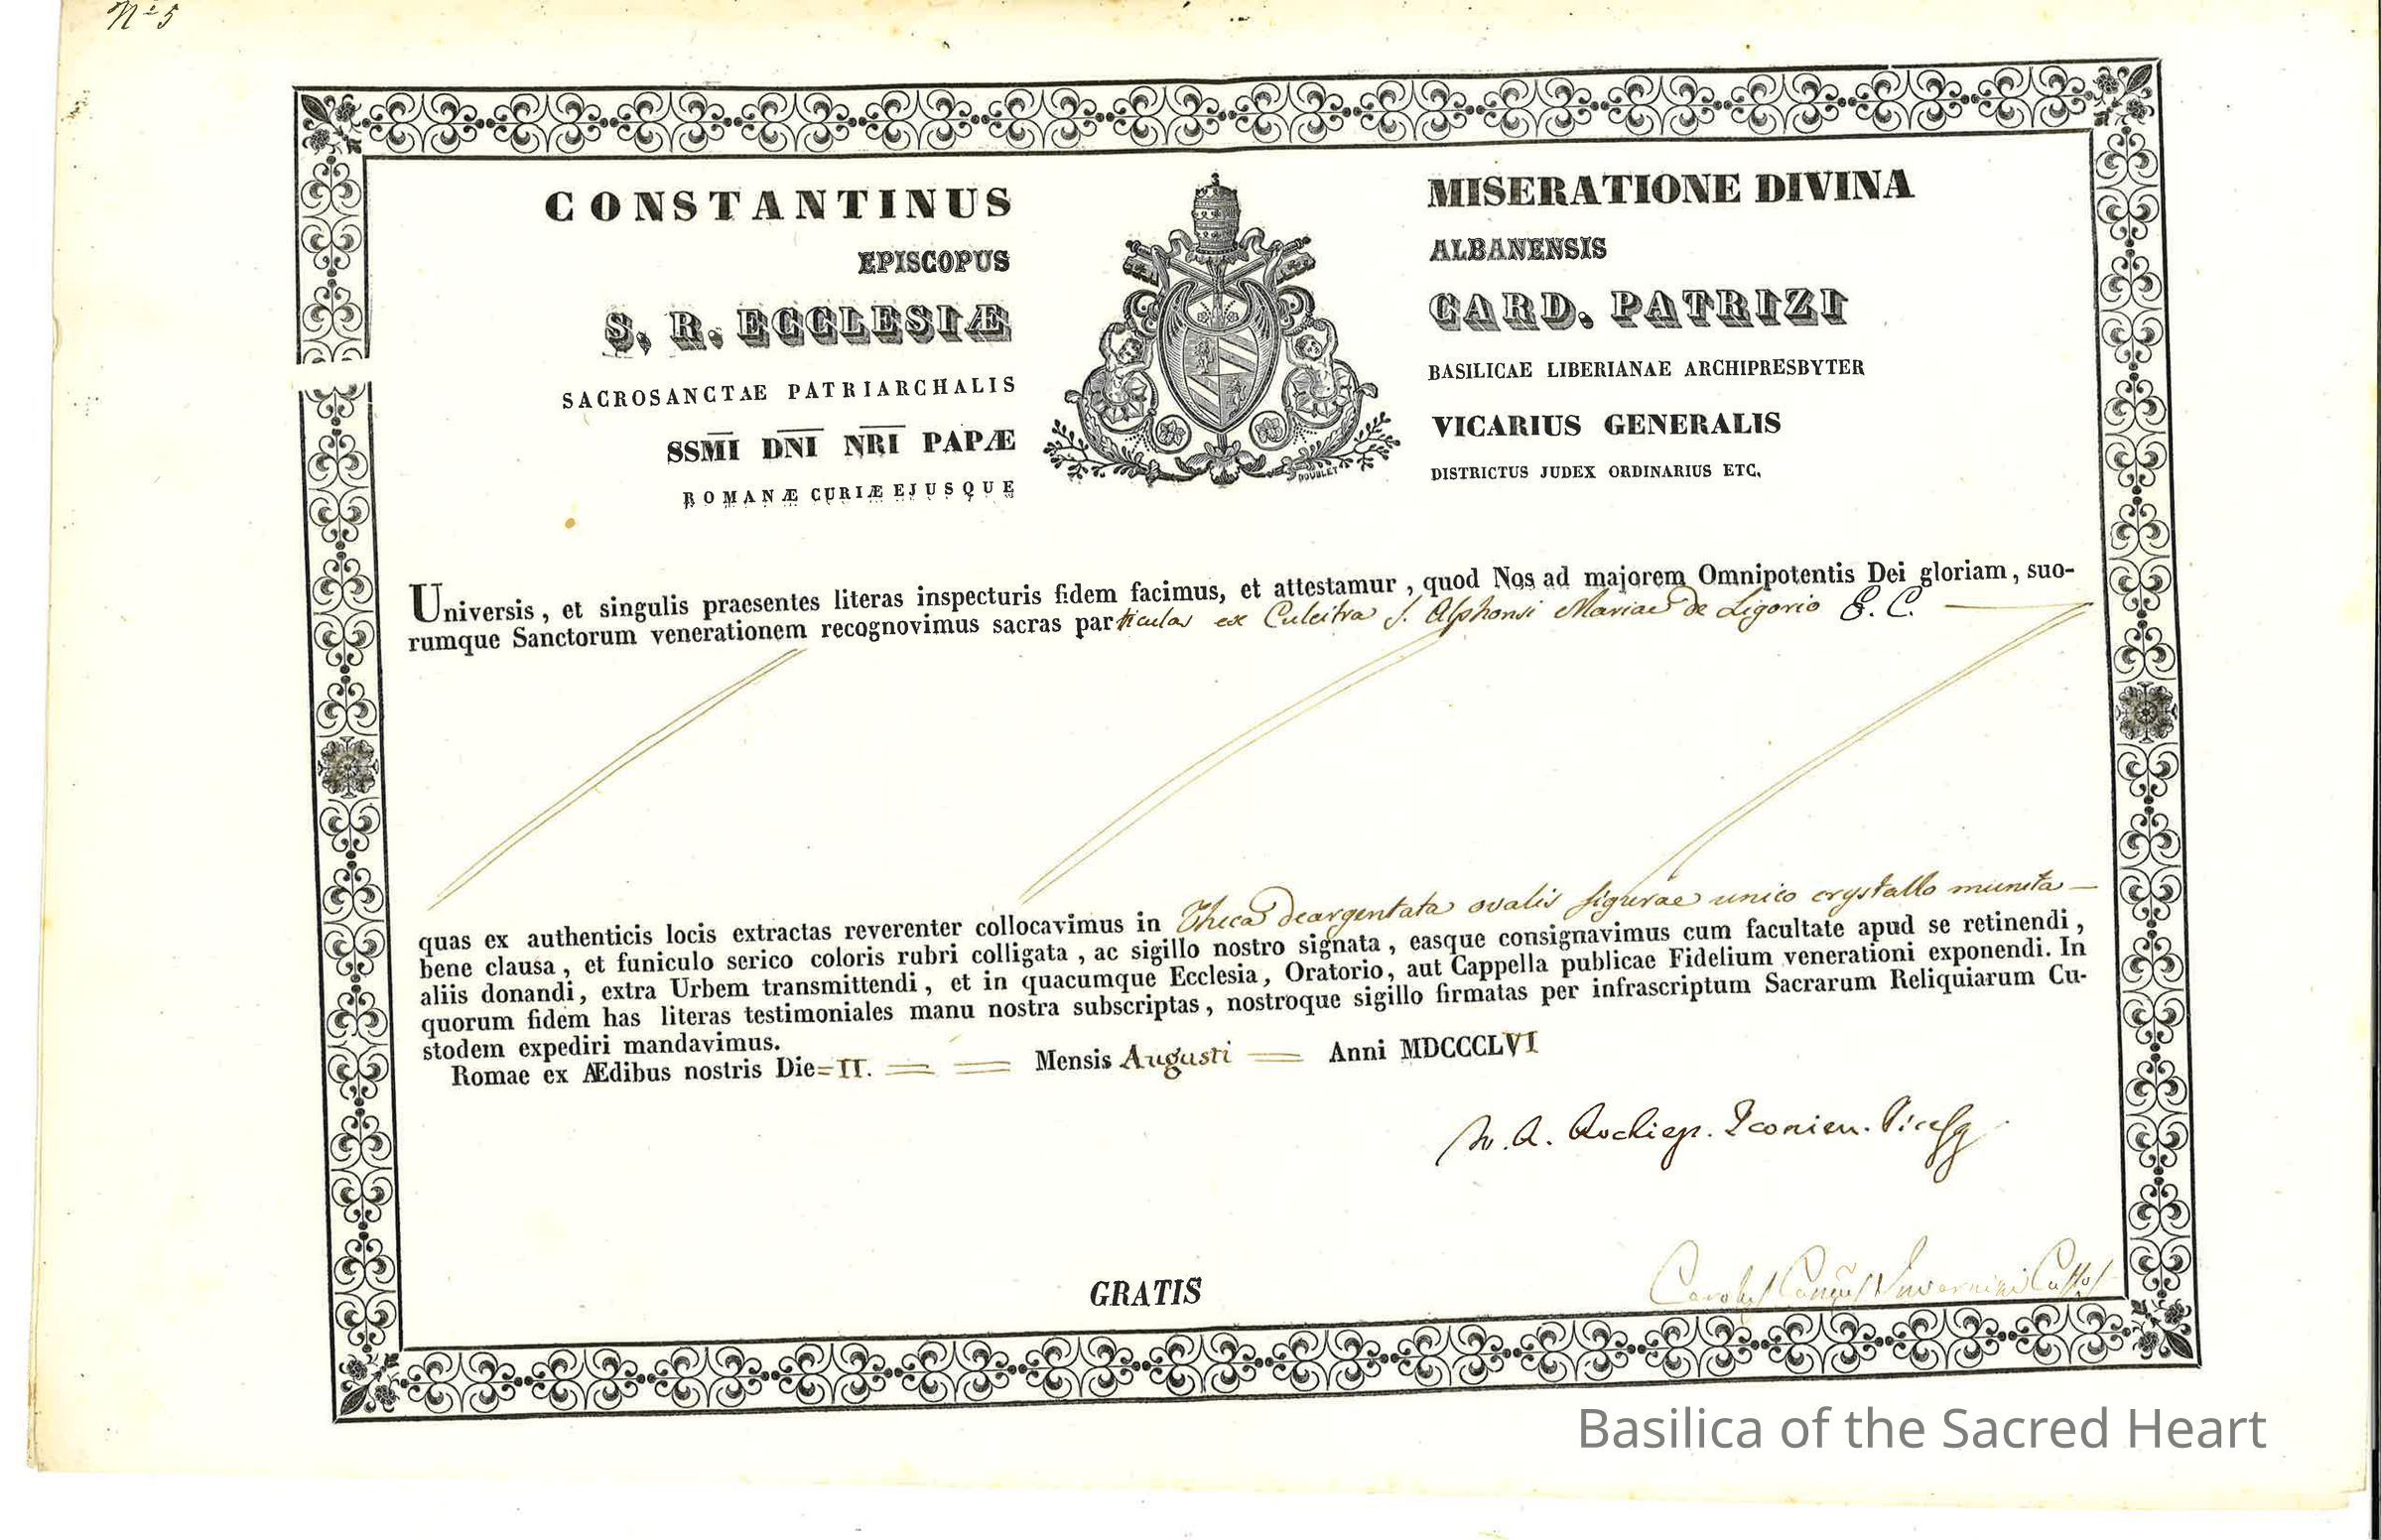 Nº 5
CONSTANTINUS MISERATIONE DIVINA
EPISCOPUS ALBANENSIS
S. R. ECCLESIÆ CARD. PATRIZI
SACROSANCTAE PATRIARCHALIS BASILICAE LIBERIANAE ARCHIPRESBYTER
SSMI DNI NRI PAPÆ VICARIUS GENERALIS
ROMANÆ CURIÆ EJUSQUE DISTRICTUS JUDEX ORDINARIUS ETC.
DOUBLET
Universis, et singulis praesentes literas inspecturis fidem facimus, et attestamur, quod Nos ad majorem Omnipotentis Dei gloriam, suo-
rumque Sanctorum venerationem recognovimus sacras particulas ex Culcitra S. Alphonsi Mariae de Ligorio E. C.
quas ex authenticis locis extractas reverenter collocavimus in Theca deargentata ovalis figurae unico crystallo munita
bene clausa, et funiculo serico coloris rubri colligata, ac sigillo nostro signata, easque consignavimus cum facultate apud se retinendi,
aliis donandi, extra Urbem transmittendi, et in quacumque Ecclesia, Oratorio, aut Cappella publicae Fidelium venerationi exponendi. In
quorum fidem has literas testimoniales manu nostra subscriptas, nostroque sigillo firmatas per infrascriptum Sacrarum Reliquiarum Cu-
stodem expediri mandavimus.
Romae ex Ædibus nostris Die=II. Mensis Augusti Anni MDCCCLVI
A. Archiep. Iconien. Vicesg
GRATIS
Basilica of the Sacred Heart